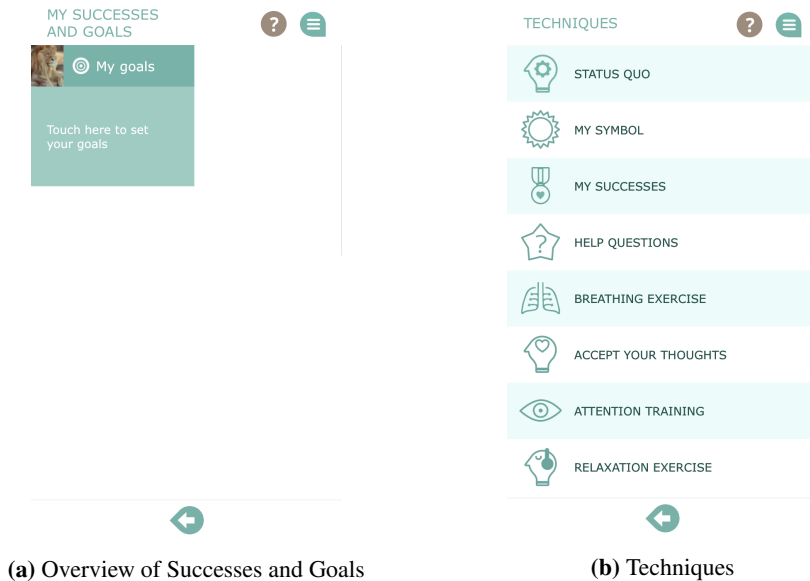 MY SUCCESSES
AND GOALS
?
My goals
Touch here to set
your goals
(a) Overview of Successes and Goals
TECHNIQUES
?
STATUS QUO
MY SYMBOL
MY SUCCESSES
?
HELP QUESTIONS
BREATHING EXERCISE
ACCEPT YOUR THOUGHTS
ATTENTION TRAINING
RELAXATION EXERCISE
(b) Techniques